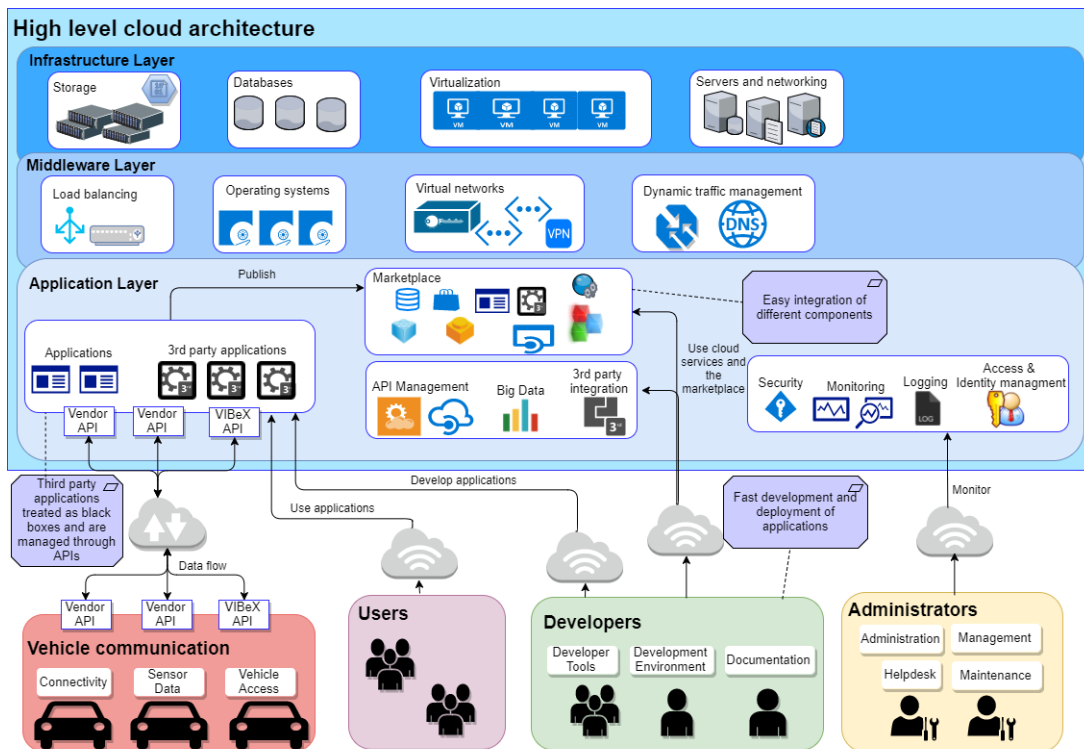 High level cloud architecture
Infrastructure Layer
Storage
Databases
Virtualization
VM
VM
VM
VM
Servers and networking
Middleware Layer
Load balancing
Operating systems
Virtual networks
VPN
Dynamic traffic management
DNS
Application Layer
Publish
Marketplace
3rd
Easy integration of
different components
Applications
3rd party applications
3rd
3rd
3rd
Vendor
API
Vendor
API
VIBeX
API
API Management
Big Data
3rd party
integration
3rd
Use cloud
services and
the
marketplace
Security
Monitoring
Logging
LOG
Access &
Identity managment
Third party
applications
treated as black
boxes and are
managed through
APIs
Develop applications
Use applications
Fast development and
deployment of
applications
Monitor
Data flow
Vendor
API
Vendor
API
VIBeX
API
Vehicle communication
Connectivity
Sensor
Data
Vehicle
Access
Users
Developers
Developer
Tools
Development
Environment
Documentation
Administrators
Administration
Management
Helpdesk
Maintenance